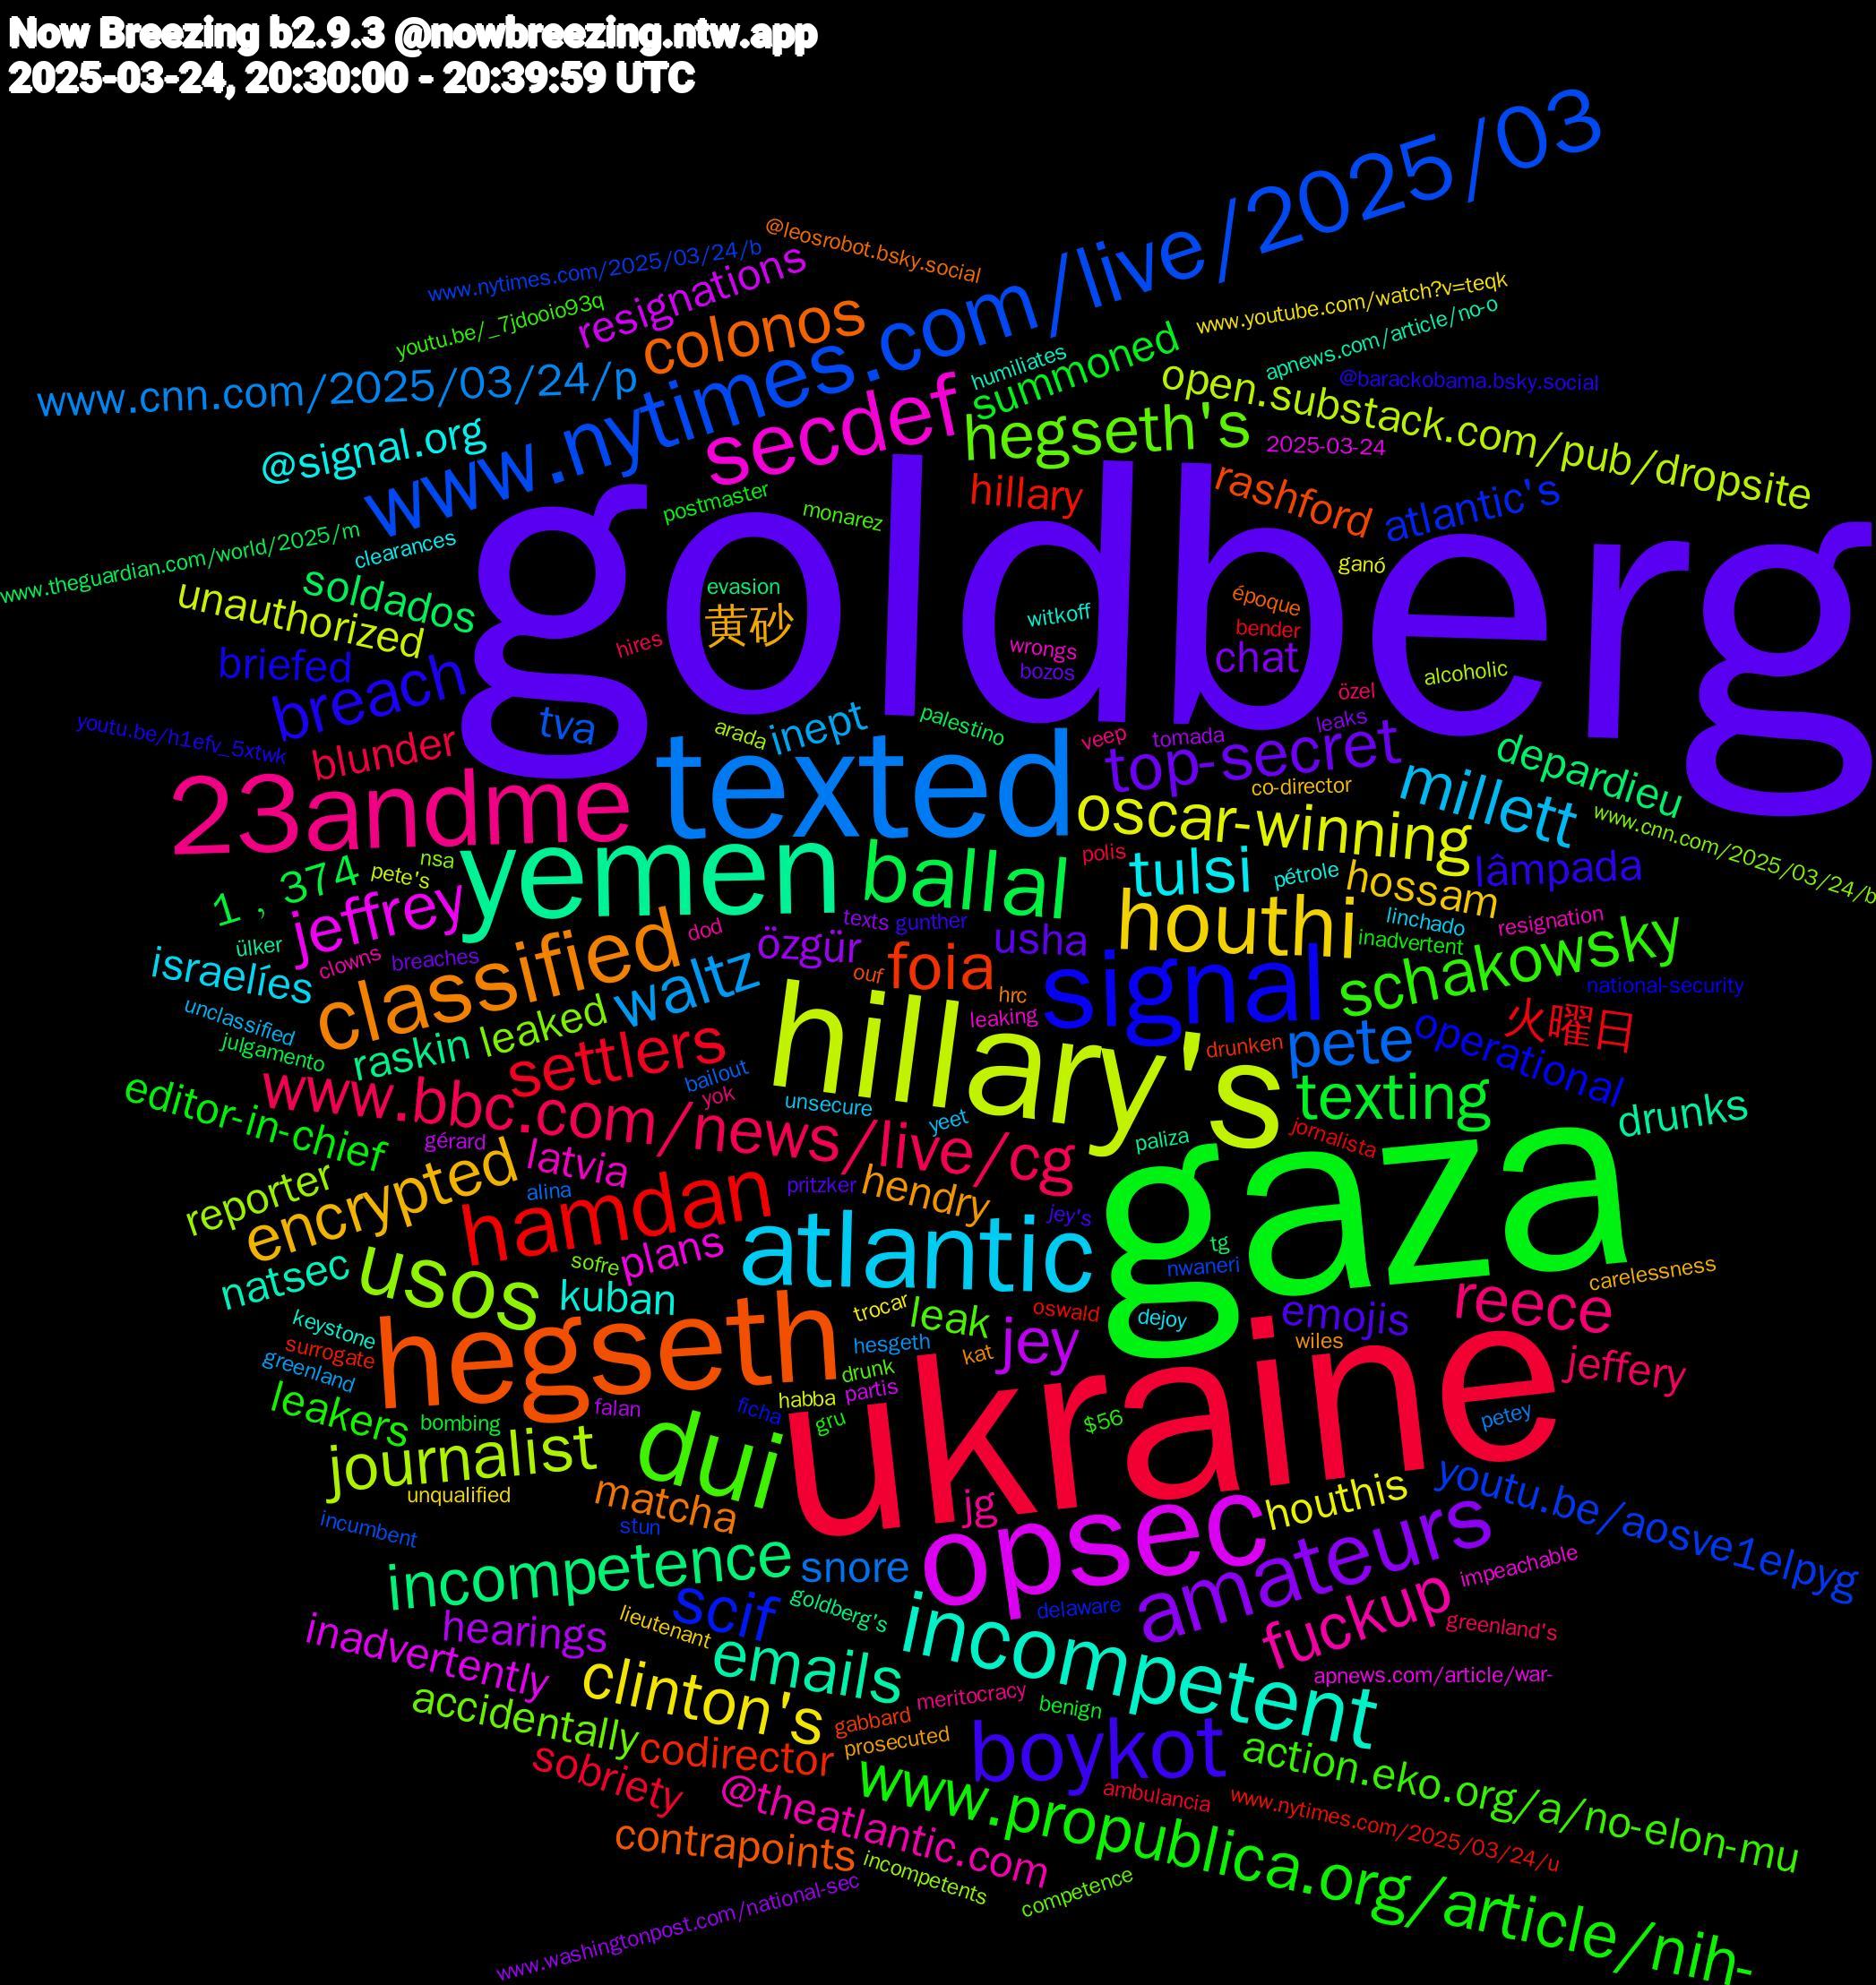 Now Breezing b2.9.3 @nowbreezing.ntw.app
2025-03-24, 20:30:00 - 20:39:59 UTC
@leosrobot.bsky.social
www.nytimes.com/2025/03/24/b
www.nytimes.com/live/2025/03
resignations
www.youtube.com/watch?v=teqk
youtu.be/_7jdooio93q
colonos
humiliates
apnews.com/article/no-o
www.cnn.com/2025/03/24/p
summoned
open.substack.com/pub/dropsite
@barackobama.bsky.social
secdef
hegseth's
@signal.org
2025-03-24
hillary
rashford
atlantic's
postmaster
monarez
clearances
www.theguardian.com/world/2025/m
goldberg
soldados
evasion
époque
ganó
unauthorized
黄砂
witkoff
bender
hires
wrongs
chat
briefed
breach
bozos
alcoholic
özel
palestino
leaks
youtu.be/h1efv_5xtwk
tva
inept
top-secret
arada
tomada
veep
blunder
depardieu
texted
millett
co-director
23andme
oscar-winning
www.cnn.com/2025/03/24/b
nsa
polis
yemen
ballal
tulsi
pétrole
lâmpada
1，374
pete's
hossam
trocar
jeffrey
houthi
texts
gunther
linchado
özgür
usha
schakowsky
resignation
ülker
dod
israelíes
classified
clowns
breaches
inadvertent
waltz
foia
signal
ouf
hrc
national-security
leaked
leaking
unclassified
火曜日
julgamento
hillary's
pete
raskin
drunken
operational
settlers
bailout
unsecure
yok
editor-in-chief
www.bbc.com/news/live/cg
texting
drunks
yeet
jornalista
gérard
paliza
latvia
hendry
pritzker
reporter
encrypted
hamdan
gaza
alina
jey's
tg
plans
atlantic
natsec
usos
sofre
kuban
nwaneri
carelessness
reece
emojis
dejoy
oswald
keystone
leak
jey
surrogate
hegseth
hesgeth
kat
wiles
jeffery
greenland
drunk
partis
leakers
habba
falan
ukraine
$56
petey
bombing
gru
ficha
journalist
dui
houthis
youtu.be/aosve1elpyg
unqualified
matcha
jg
incumbent
stun
opsec
amateurs
incompetence
snore
impeachable
scif
goldberg's
delaware
fuckup
lieutenant
hearings
incompetent
greenland's
inadvertently
emails
apnews.com/article/war-
meritocracy
benign
clinton's
accidentally
gabbard
prosecuted
boykot
codirector
action.eko.org/a/no-elon-mu
sobriety
www.propublica.org/article/nih-
@theatlantic.com
ambulancia
www.nytimes.com/2025/03/24/u
contrapoints
incompetents
competence
www.washingtonpost.com/national-sec